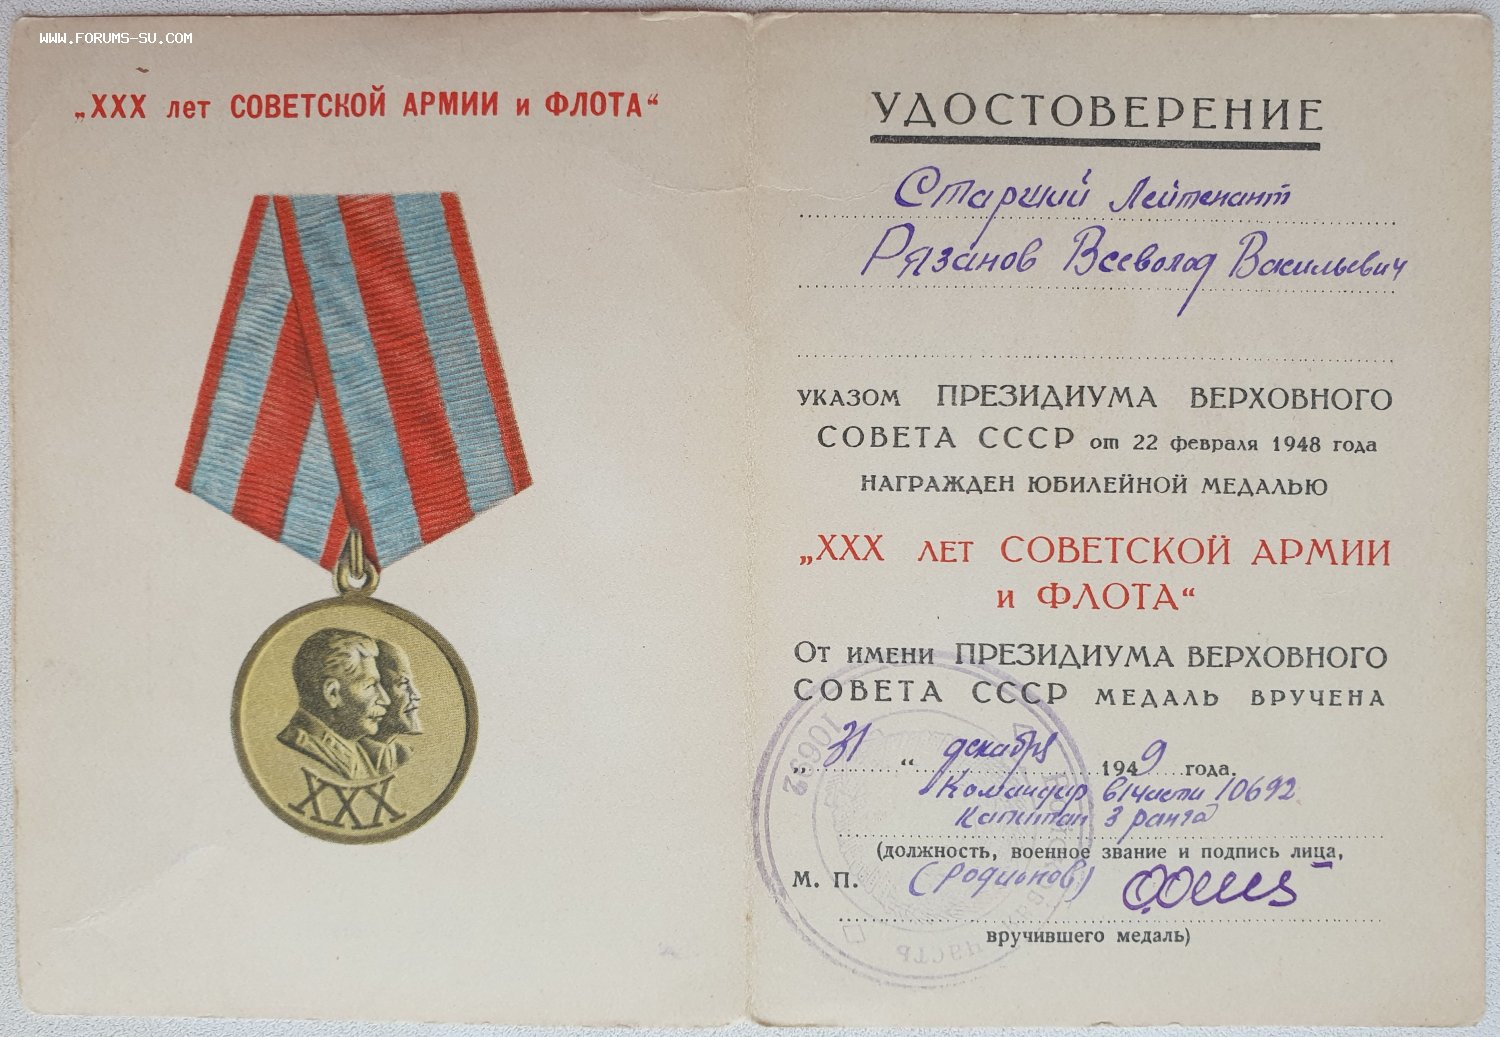 WWW.FORUMS-SU.COM
„XXX лет СОВЕТСКОЙ АРМИИ и ФЛОТА“
XXX
УДОСТОВЕРЕНИЕ
Старший Лейтенант
Рязанов Всеволод Васильевич
УКАЗОМ ПРЕЗИДИУМА ВЕРХОВНОГО
СОВЕТА СССР от 22 февраля 1948 года
НАГРАЖДЕН ЮБИЛЕЙНОЙ МЕДАЛЬЮ
„XXX ЛЕТ СОВЕТСКОЙ АРМИИ
и ФЛОТА“
От имени ПРЕЗИДИУМА ВЕРХОВНОГО
СОВЕТА СССР МЕДАЛЬ ВРУЧЕНА
„31“ декабря 1949 года.
Командир в/части 10692
Капитан 3 ранга
(должность, военное звание и подпись лица,
М. П. (Родионов)
вручившего медаль)
10692
часть